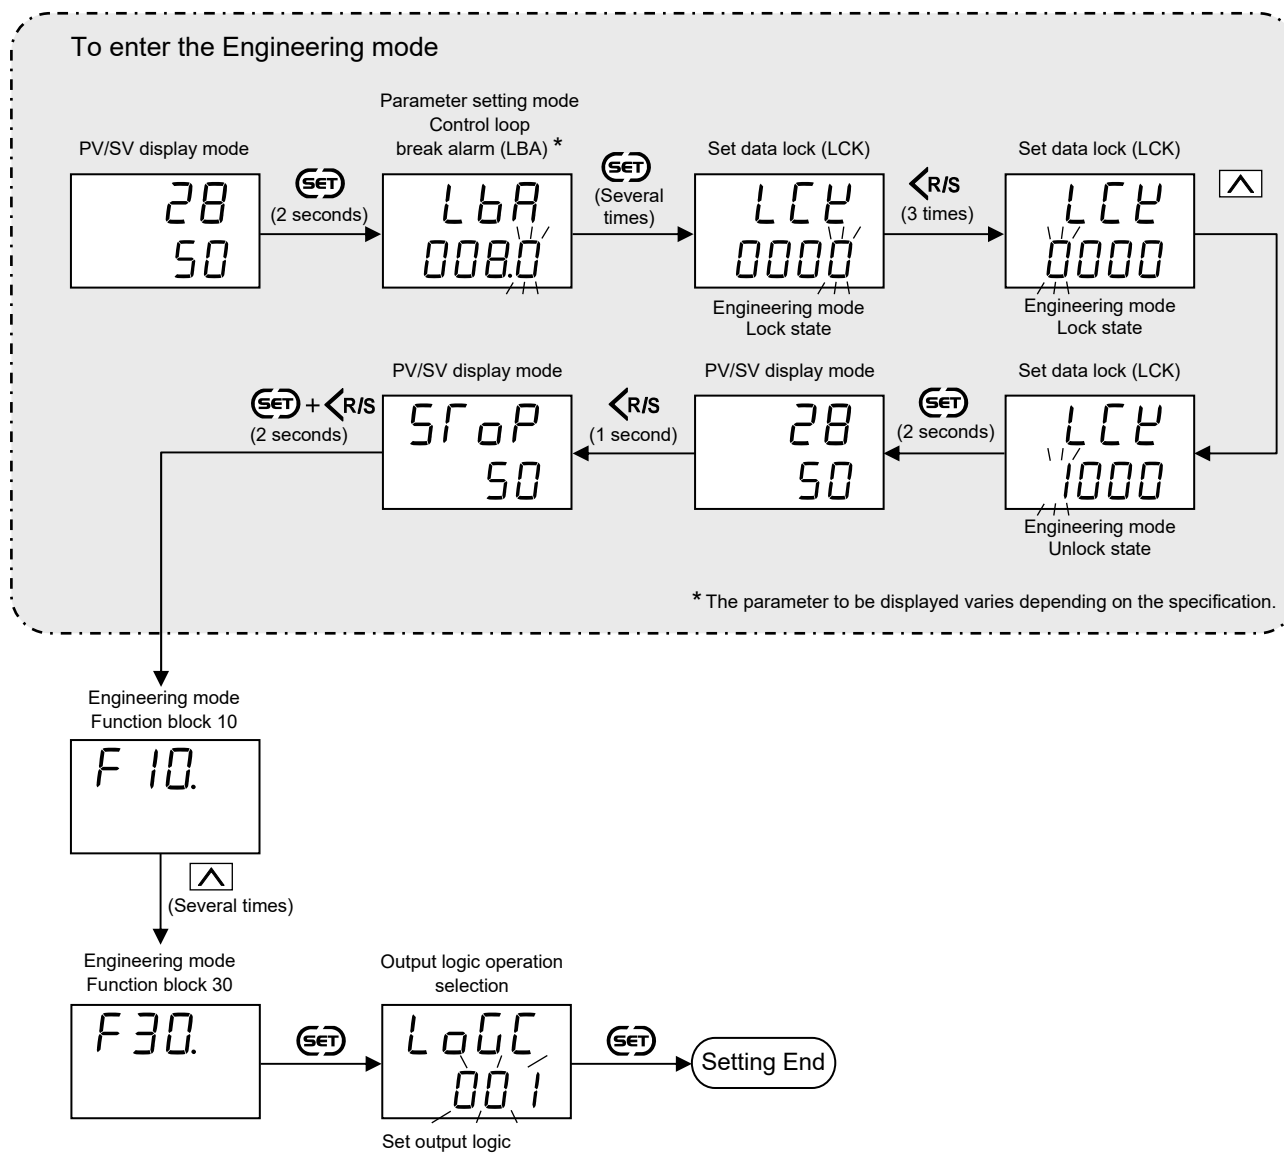 To enter the Engineering mode
PV/SV display mode
28
50
SET
(2 seconds)
Parameter setting mode
Control loop
break alarm (LBA) *
LbA
008.0
SET
(Several
times)
Set data lock (LCK)
LCK
0000
Engineering mode
Lock state
<R/S
(3 times)
Set data lock (LCK)
LCK
0000
Engineering mode
Lock state
Set data lock (LCK)
LCK
1000
Engineering mode
Unlock state
SET
(2 seconds)
PV/SV display mode
28
50
<R/S
(1 second)
PV/SV display mode
SToP
50
SET + <R/S
(2 seconds)
* The parameter to be displayed varies depending on the specification.
Engineering mode
Function block 10
F 10.
(Several times)
Engineering mode
Function block 30
F30.
SET
Output logic operation
selection
LoGC
001
Set output logic
SET
Setting End